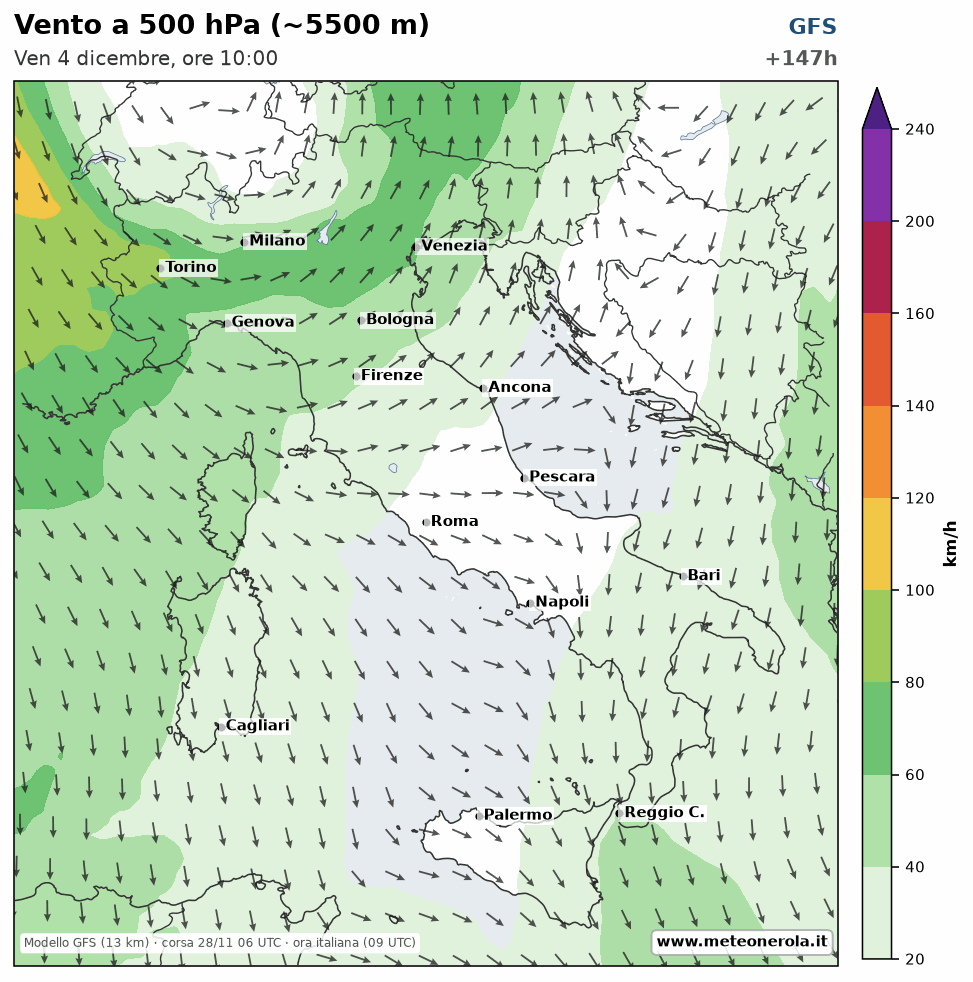 Vento a 500 hPa (~5500 m)
GFS
Ven 4 dicembre, ore 10:00
+147h
Milano
Venezia
Torino
Genova
Bologna
Firenze
Ancona
Pescara
Roma
Bari
Napoli
Cagliari
Palermo
Reggio C.
240
200
160
140
120
100
80
60
40
20
km/h
Modello GFS (13 km) · corsa 28/11 06 UTC · ora italiana (09 UTC)
www.meteonerola.it